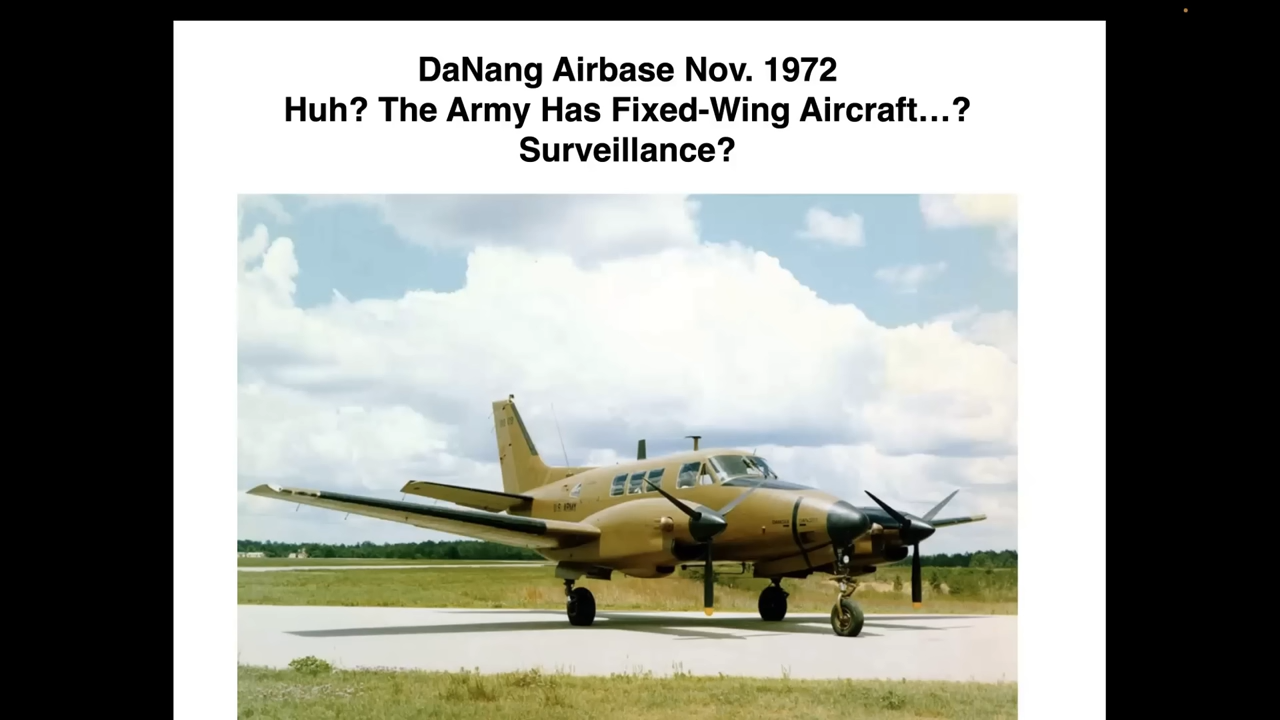 DaNang Airbase Nov. 1972
Huh? The Army Has Fixed-Wing Aircraft…?
Surveillance?
U.S. ARMY